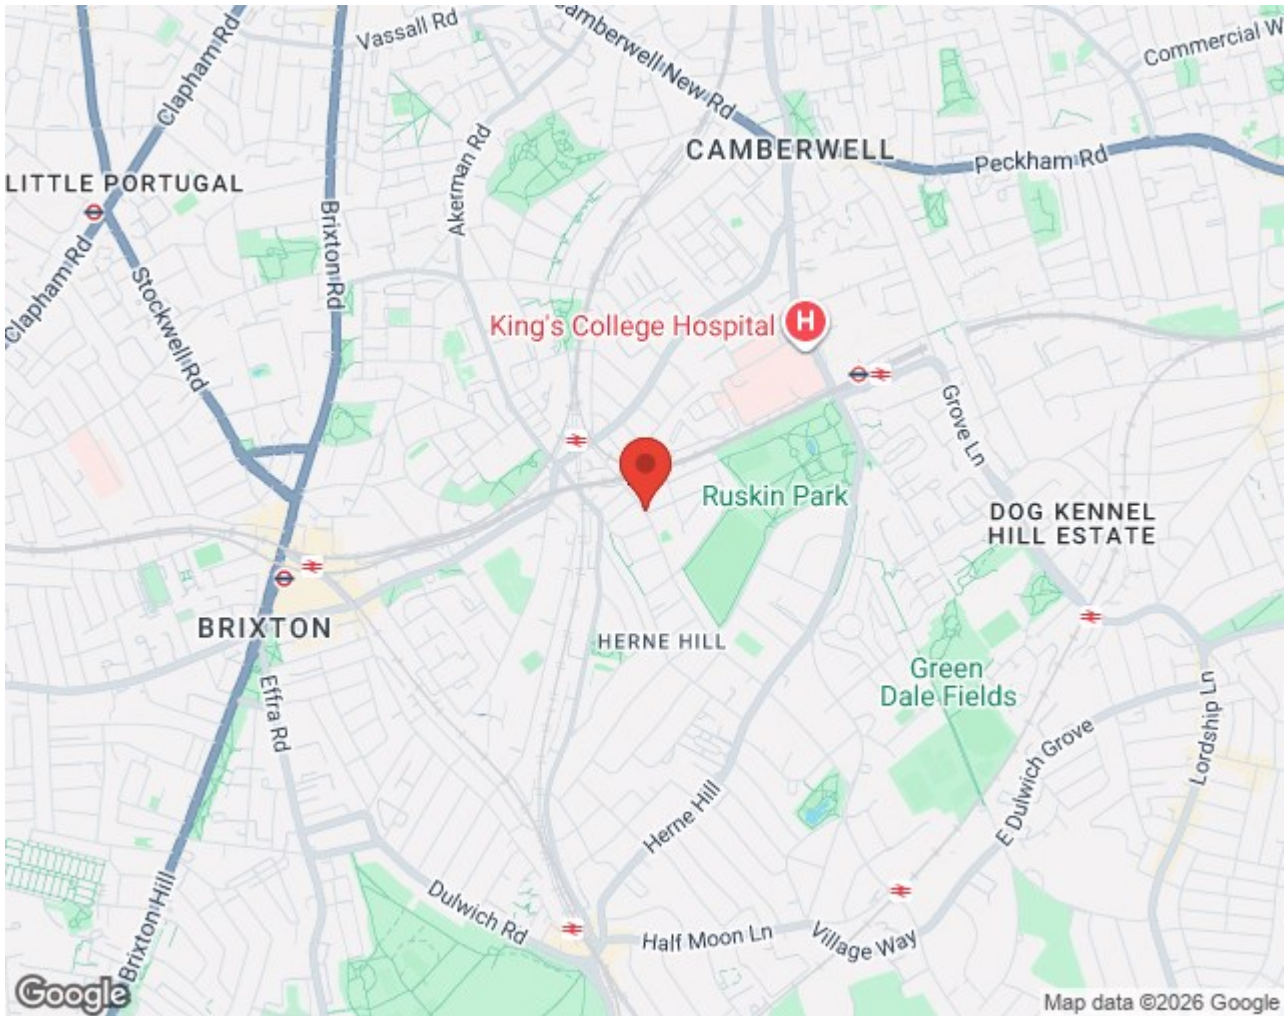 Vassall Rd
Clapham Rd
Camberwell New Rd
Commercial W
CAMBERWELL
Peckham Rd
Akerman Rd
LITTLE PORTUGAL
Brixton Rd
Clapham Rd
Stockwell Rd
King's College Hospital
H
Grove Ln
Ruskin Park
DOG KENNEL
HILL ESTATE
BRIXTON
HERNE HILL
Green
Dale Fields
Effra Rd
Lordship Ln
E Dulwich Grove
Herne Hill
Brixton Hill
Dulwich Rd
Half Moon Ln
Village Way
Google
Map data ©2026 Google